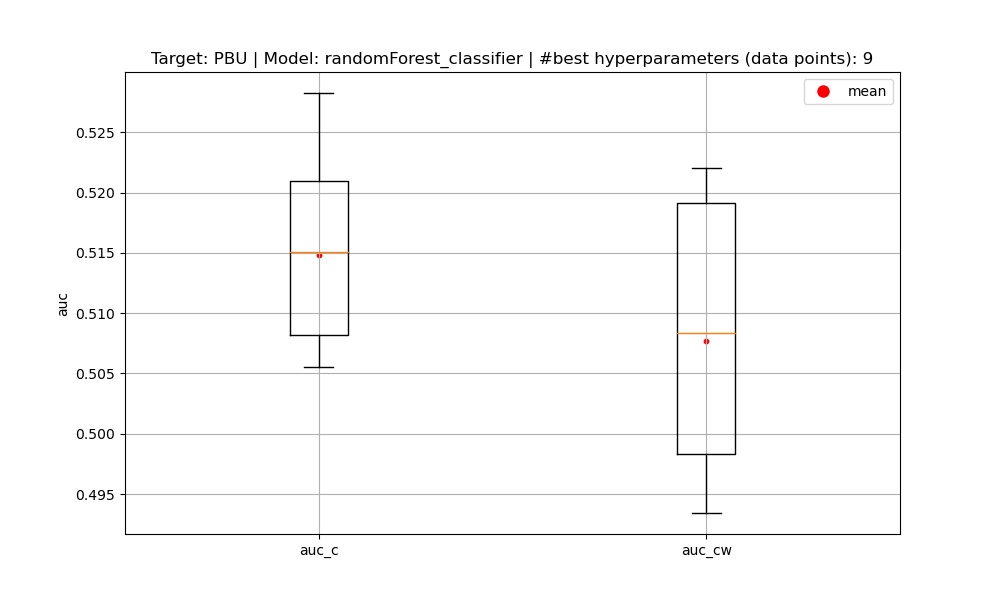 Target: PBU | Model: randomForest_classifier | #best hyperparameters (data points): 9
mean
0.525
0.520
0.515
0.510
0.505
0.500
0.495
auc
auc_c
auc_cw